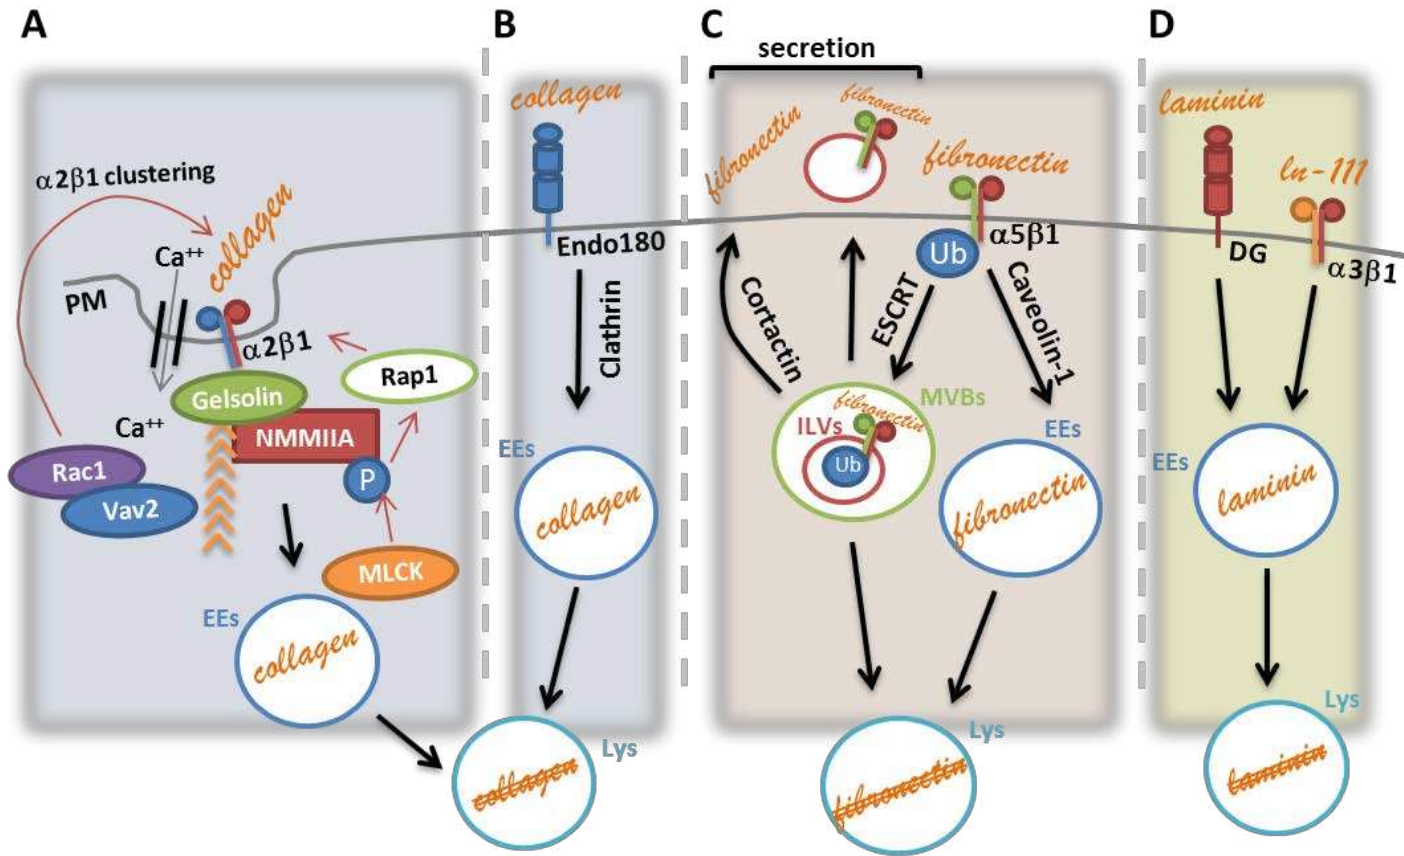 A
α2β1 clustering
Ca⁺⁺
collagen
PM
α2β1
Rap1
Gelsolin
Ca⁺⁺
NMMIIA
Rac1
P
Vav2
MLCK
EEs
collagen
B
collagen
Endo180
Clathrin
EEs
collagen
Lys
collagen
C
secretion
fibronectin
fibronectin
fibronectin
Ub
α5β1
Cortactin
ESCRT
Caveolin-1
MVBs
fibronectin
ILVs
Ub
EEs
fibronectin
Lys
fibronectin
D
laminin
ln-111
DG
α3β1
EEs
laminin
Lys
laminin